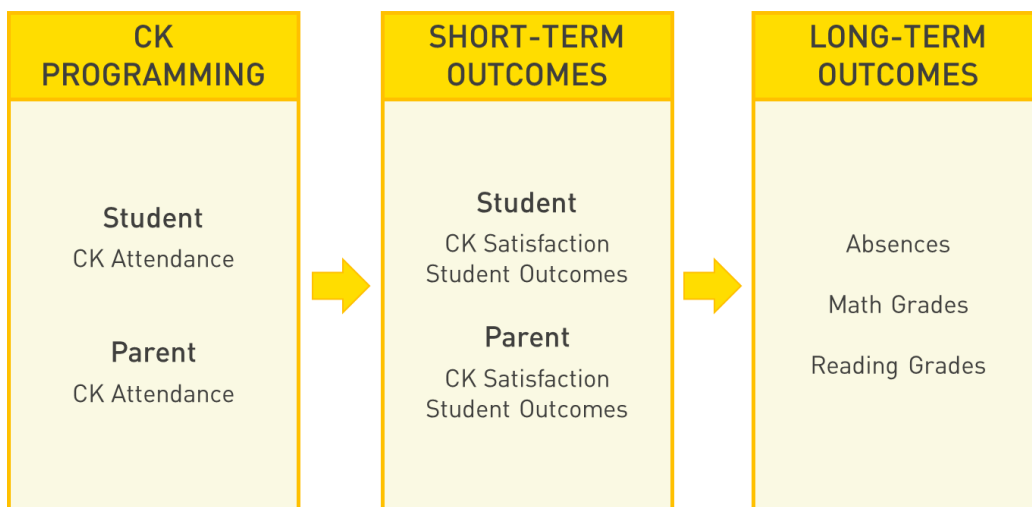 CK
PROGRAMMING
Student
CK Attendance
Parent
CK Attendance
SHORT-TERM
OUTCOMES
Student
CK Satisfaction
Student Outcomes
Parent
CK Satisfaction
Student Outcomes
LONG-TERM
OUTCOMES
Absences
Math Grades
Reading Grades